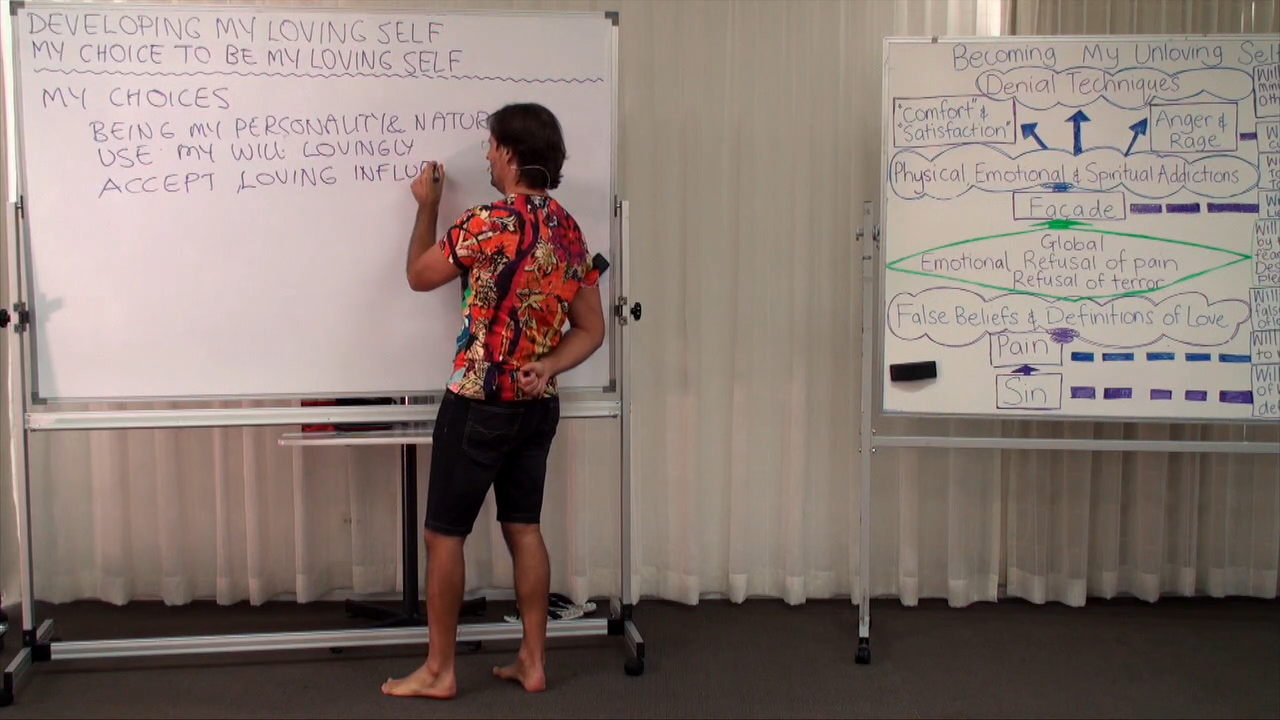 DEVELOPING MY LOVING SELF
MY CHOICE TO BE MY LOVING SELF
MY CHOICES
BEING MY PERSONALITY & NATUR
USE MY WILL LOVINGLY
ACCEPT LOVING INFLU
Becoming My Unloving Self
Denial Techniques
"Comfort" &
"Satisfaction"
Anger &
Rage
Physical, Emotional & Spiritual Addictions
Façade
Global
Emotional Refusal of pain
Refusal of terror
False Beliefs & Definitions of Love
Pain
Sin